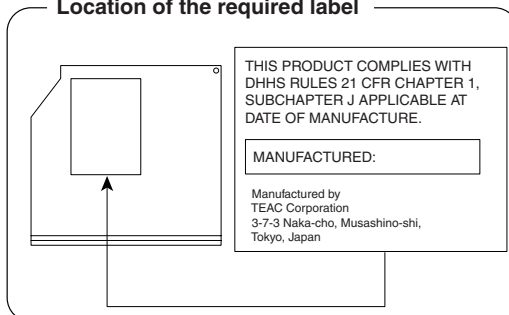 Location of the required label
THIS PRODUCT COMPLIES WITH
DHHS RULES 21 CFR CHAPTER 1,
SUBCHAPTER J APPLICABLE AT
DATE OF MANUFACTURE.
MANUFACTURED:
Manufactured by
TEAC Corporation
3-7-3 Naka-cho, Musashino-shi,
Tokyo, Japan